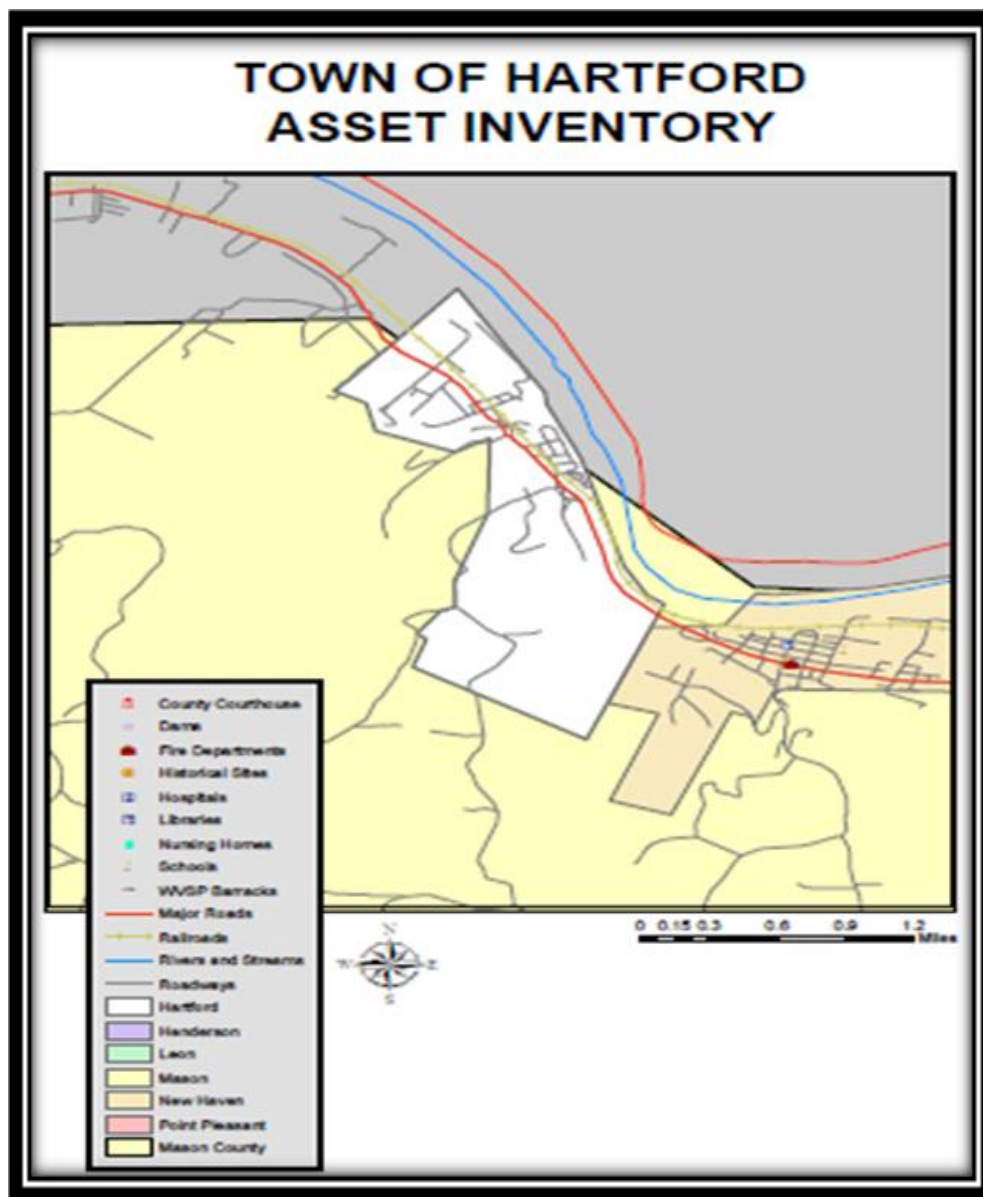 TOWN OF HARTFORD
ASSET INVENTORY
County Courthouse
Dams
Fire Departments
Historical Sites
Hospitals
Libraries
Nursing Homes
Schools
WVSP Barracks
Major Roads
Railroads
Rivers and Streams
Roadways
Hartford
Henderson
Leon
Mason
New Haven
Point Pleasant
Mason County
N
W E
S
0 0.15 0.3 0.6 0.9 1.2
Miles